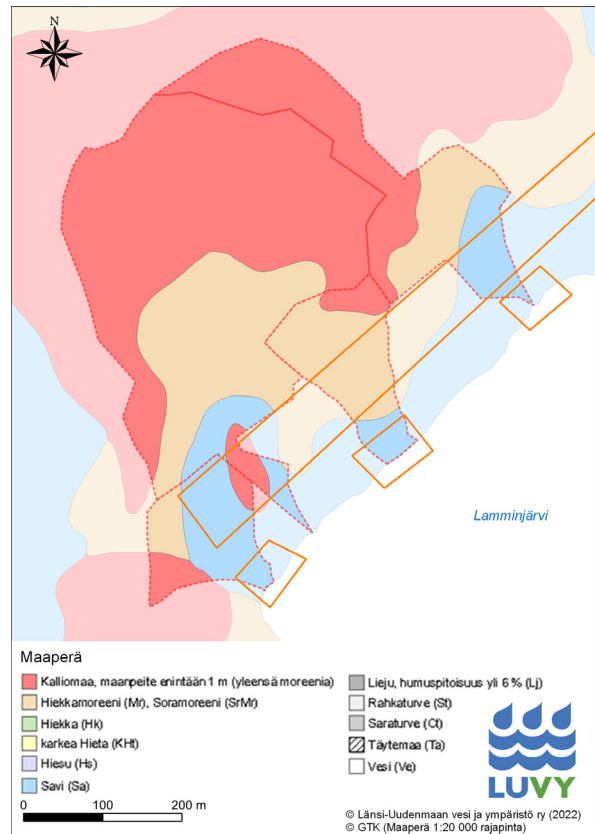 N
Lamminjärvi
Maaperä
Kalliomaa, maanpeite enintään 1 m (yleensä moreenia)
Hiekkamoreeni (Mr), Soramoreeni (SrMr)
Hiekka (Hk)
karkea Hieta (KHt)
Hiesu (Hs)
Savi (Sa)
Lieju, humuspitoisuus yli 6 % (Lj)
Rahkaturve (St)
Saraturve (Ct)
Täytemaa (Ta)
Vesi (Ve)
0 100 200 m
LUVY
© Länsi-Uudenmaan vesi ja ympäristö ry (2022)
© GTK (Maaperä 1:20 000 rajapinta)